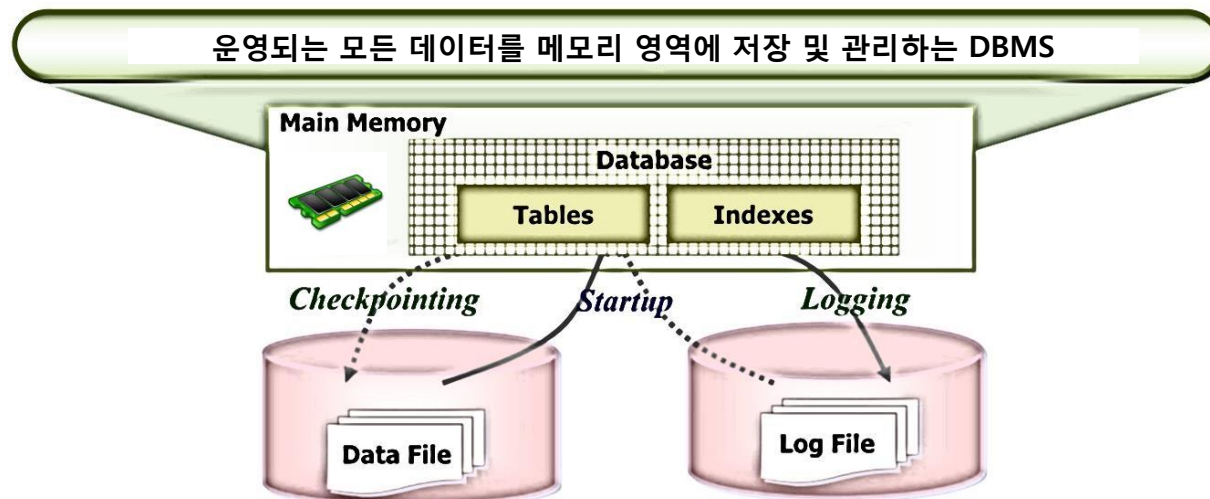 운영되는 모든 데이터를 메모리 영역에 저장 및 관리하는 DBMS
Main Memory
Database
Tables
Indexes
Checkpointing
Startup
Logging
Data File
Log File